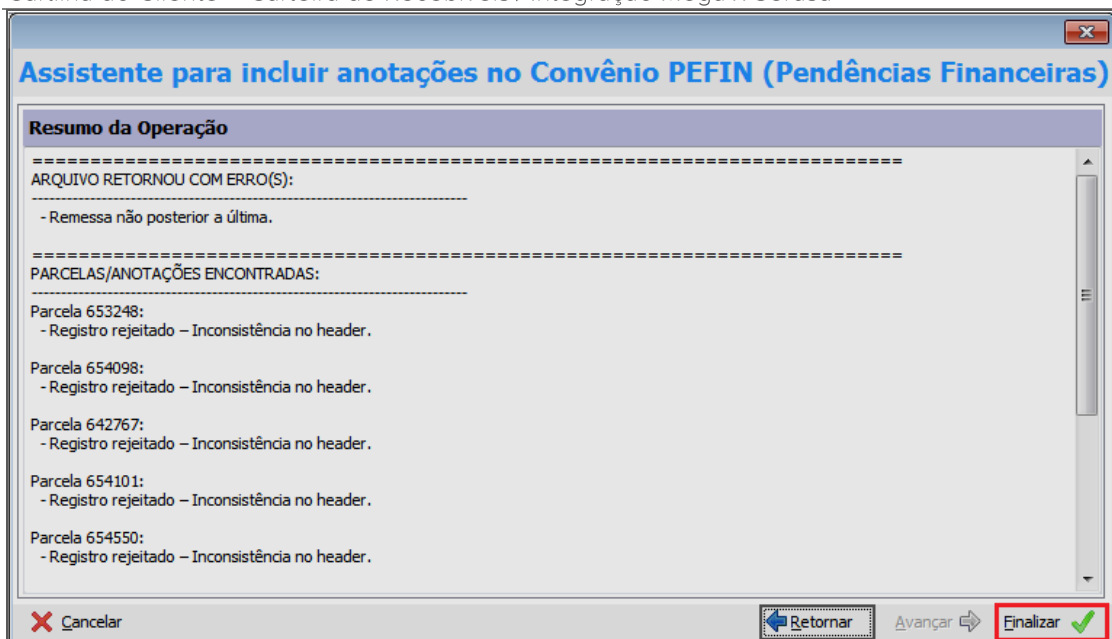 Assistente para incluir anotações no Convênio PEFIN (Pendências Financeiras)
Resumo da Operação
===========================================================================
ARQUIVO RETORNOU COM ERRO(S):
---------------------------------------------------------------------------
- Remessa não posterior a última.
===========================================================================
PARCELAS/ANOTAÇÕES ENCONTRADAS:
---------------------------------------------------------------------------
Parcela 653248:
- Registro rejeitado – Inconsistência no header.
Parcela 654098:
- Registro rejeitado – Inconsistência no header.
Parcela 642767:
- Registro rejeitado – Inconsistência no header.
Parcela 654101:
- Registro rejeitado – Inconsistência no header.
Parcela 654550:
- Registro rejeitado – Inconsistência no header.
Cancelar Retornar Avançar Finalizar